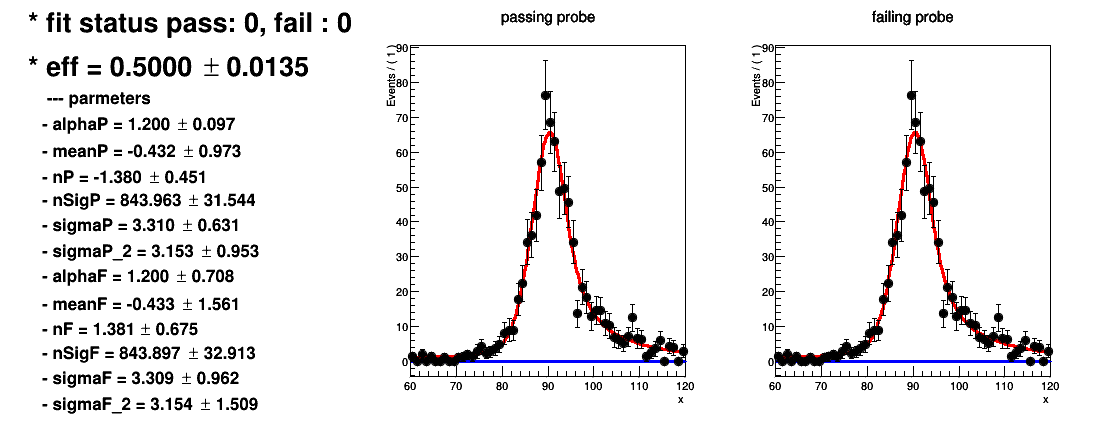 * fit status pass: 0, fail : 0
* eff = 0.5000 ± 0.0135
--- parmeters
- alphaP = 1.200 ± 0.097
- meanP = -0.432 ± 0.973
- nP = -1.380 ± 0.451
- nSigP = 843.963 ± 31.544
- sigmaP = 3.310 ± 0.631
- sigmaP_2 = 3.153 ± 0.953
- alphaF = 1.200 ± 0.708
- meanF = -0.433 ± 1.561
- nF = 1.381 ± 0.675
- nSigF = 843.897 ± 32.913
- sigmaF = 3.309 ± 0.962
- sigmaF_2 = 3.154 ± 1.509
passing probe
Events / ( 1 )
90
80
70
60
50
40
30
20
10
0
60 70 80 90 100 110 120
x
failing probe
Events / ( 1 )
90
80
70
60
50
40
30
20
10
0
60 70 80 90 100 110 120
x